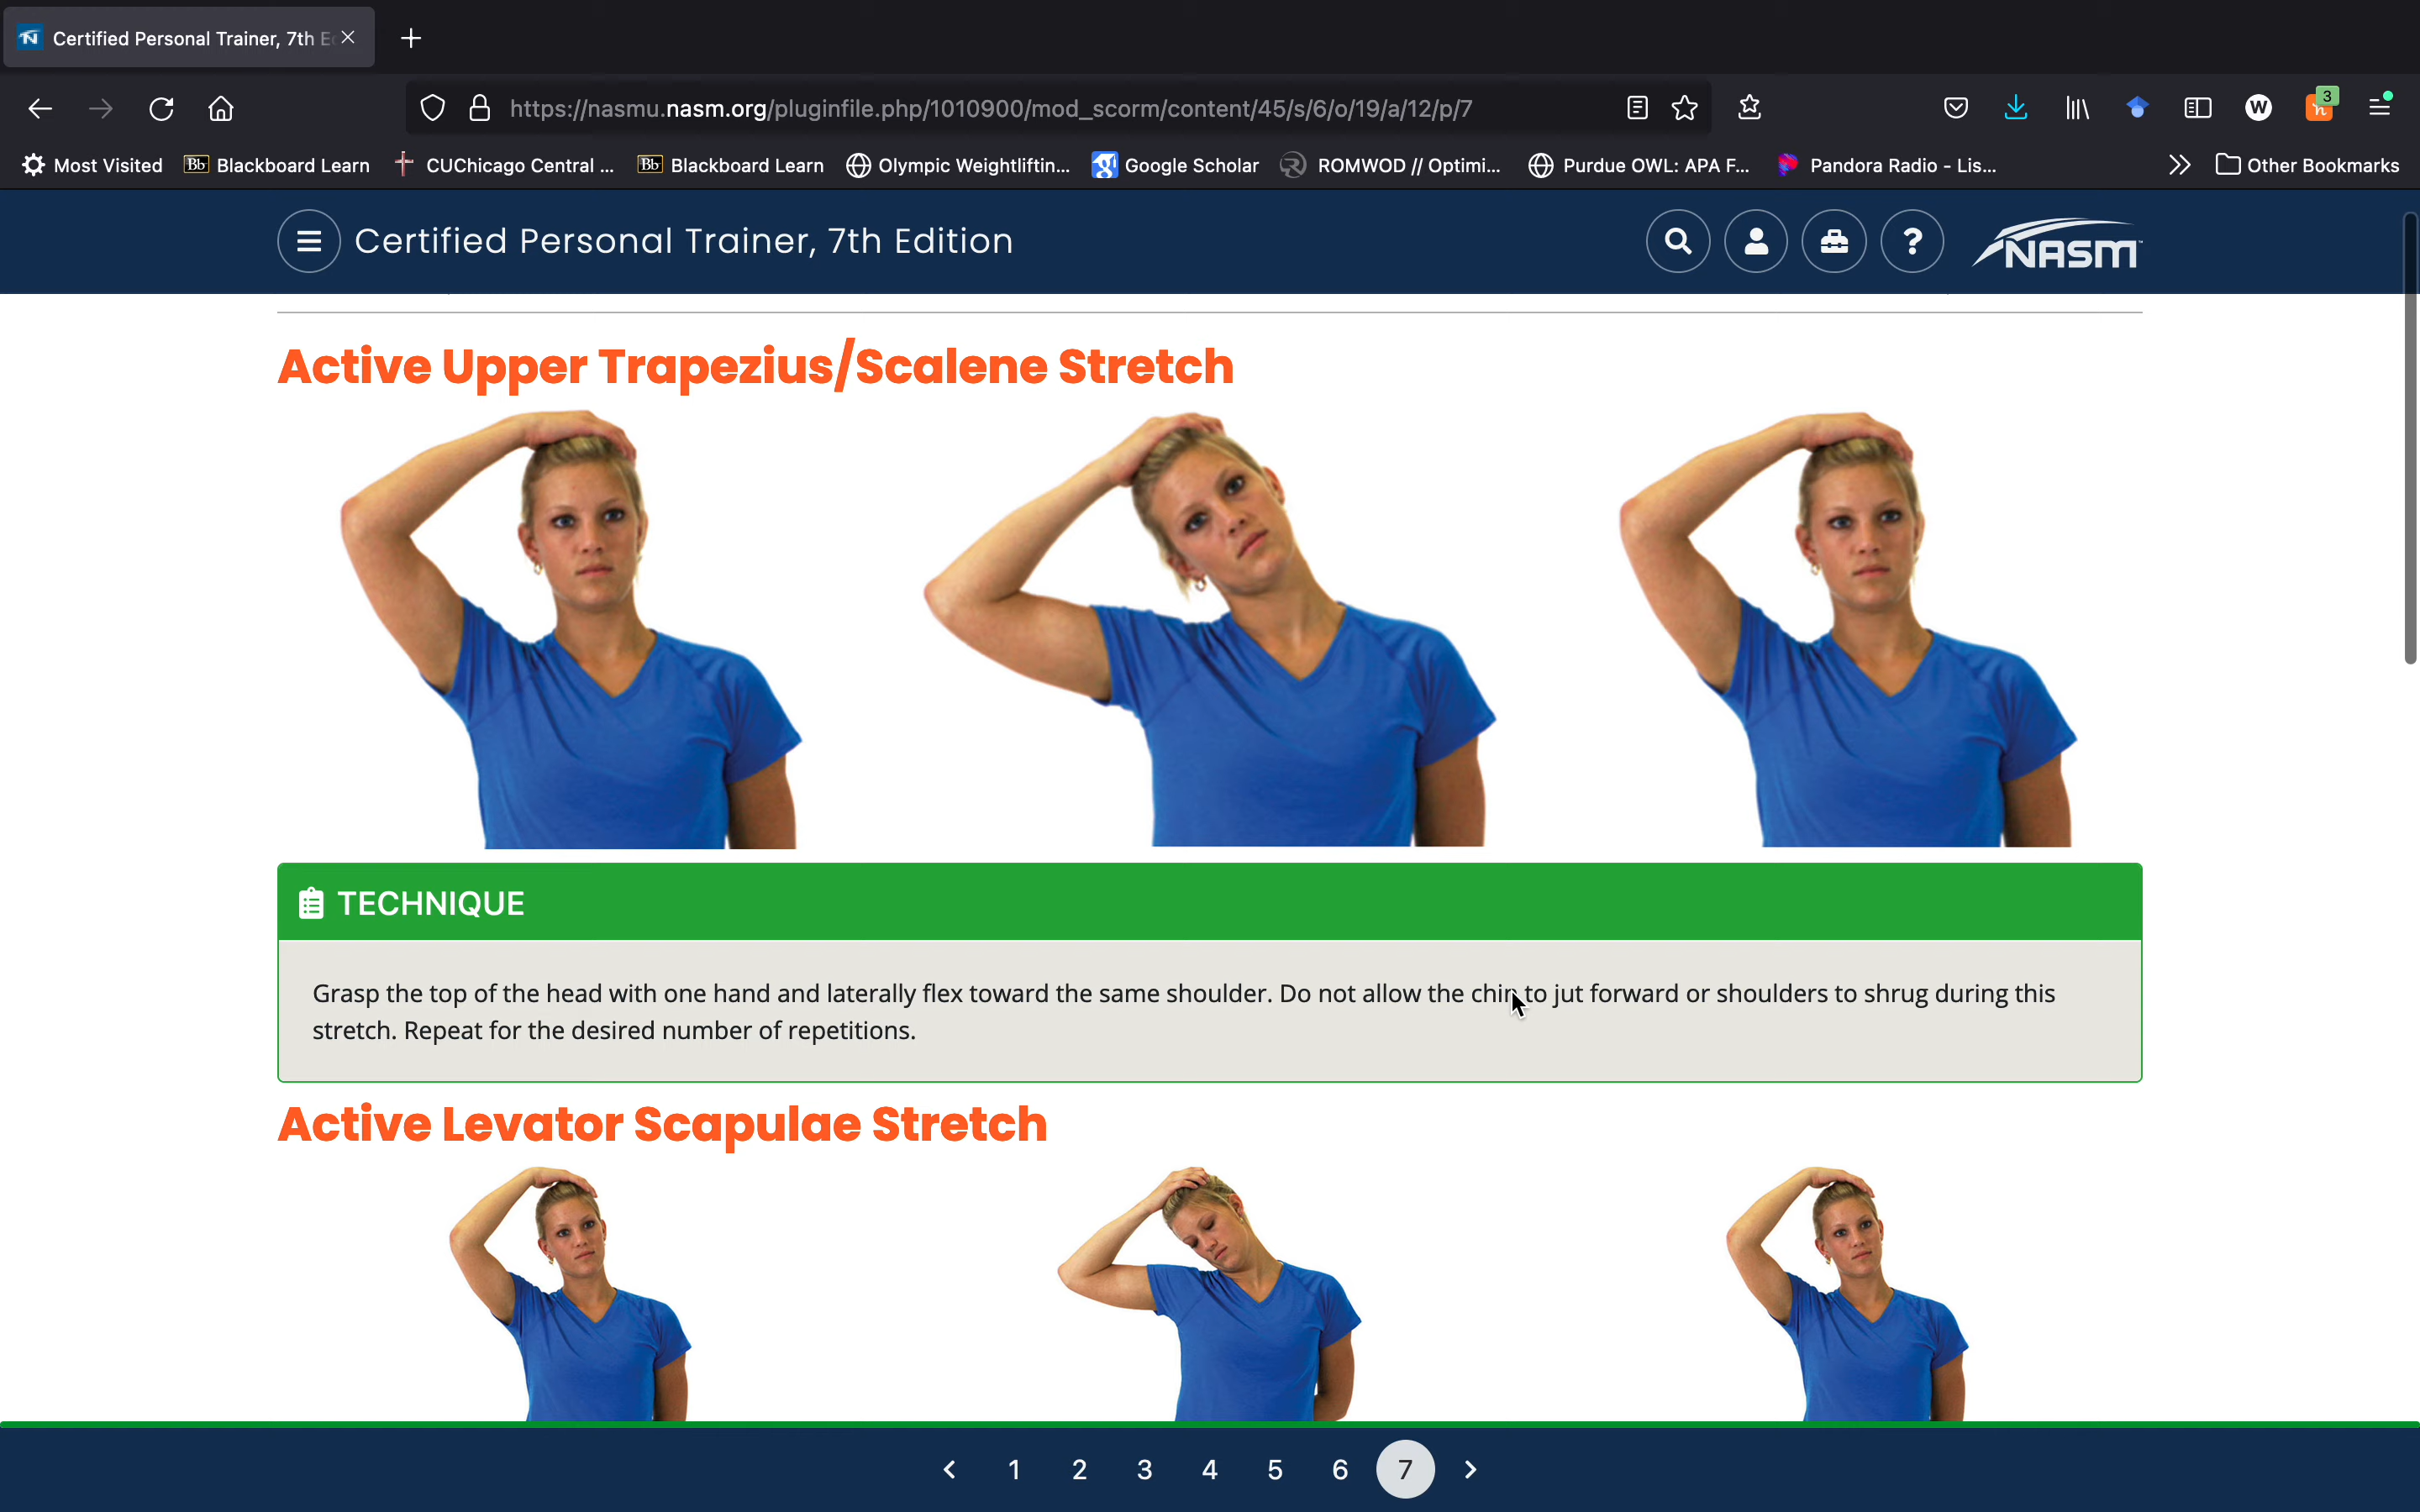 Certified Personal Trainer, 7th E
https://nasmu.nasm.org/pluginfile.php/1010900/mod_scorm/content/45/s/6/o/19/a/12/p/7
W
3
Most Visited
Bb Blackboard Learn
CUChicago Central ...
Bb Blackboard Learn
Olympic Weightliftin...
Google Scholar
ROMWOD // Optimi...
Purdue OWL: APA F...
Pandora Radio - Lis...
Other Bookmarks
Certified Personal Trainer, 7th Edition
?
NASM
Active Upper Trapezius/Scalene Stretch
TECHNIQUE
Grasp the top of the head with one hand and laterally flex toward the same shoulder. Do not allow the chin to jut forward or shoulders to shrug during this
stretch. Repeat for the desired number of repetitions.
Active Levator Scapulae Stretch
1 2 3 4 5 6 7